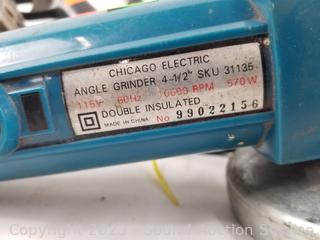 CHICAGO ELECTRIC
ANGLE GRINDER 4-1/2" SKU 31135
115V 60Hz 10000 RPM 570W
DOUBLE INSULATED
MADE IN CHINA No 99022156
Copyright 2023 - Sound Auction Service